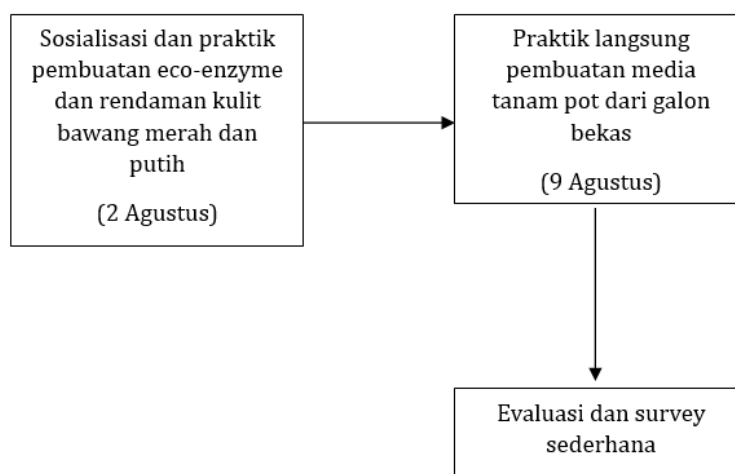 Sosialisasi dan praktik
pembuatan eco-enzyme
dan rendaman kulit
bawang merah dan
putih
(2 Agustus)
Praktik langsung
pembuatan media
tanam pot dari galon
bekas
(9 Agustus)
Evaluasi dan survey
sederhana